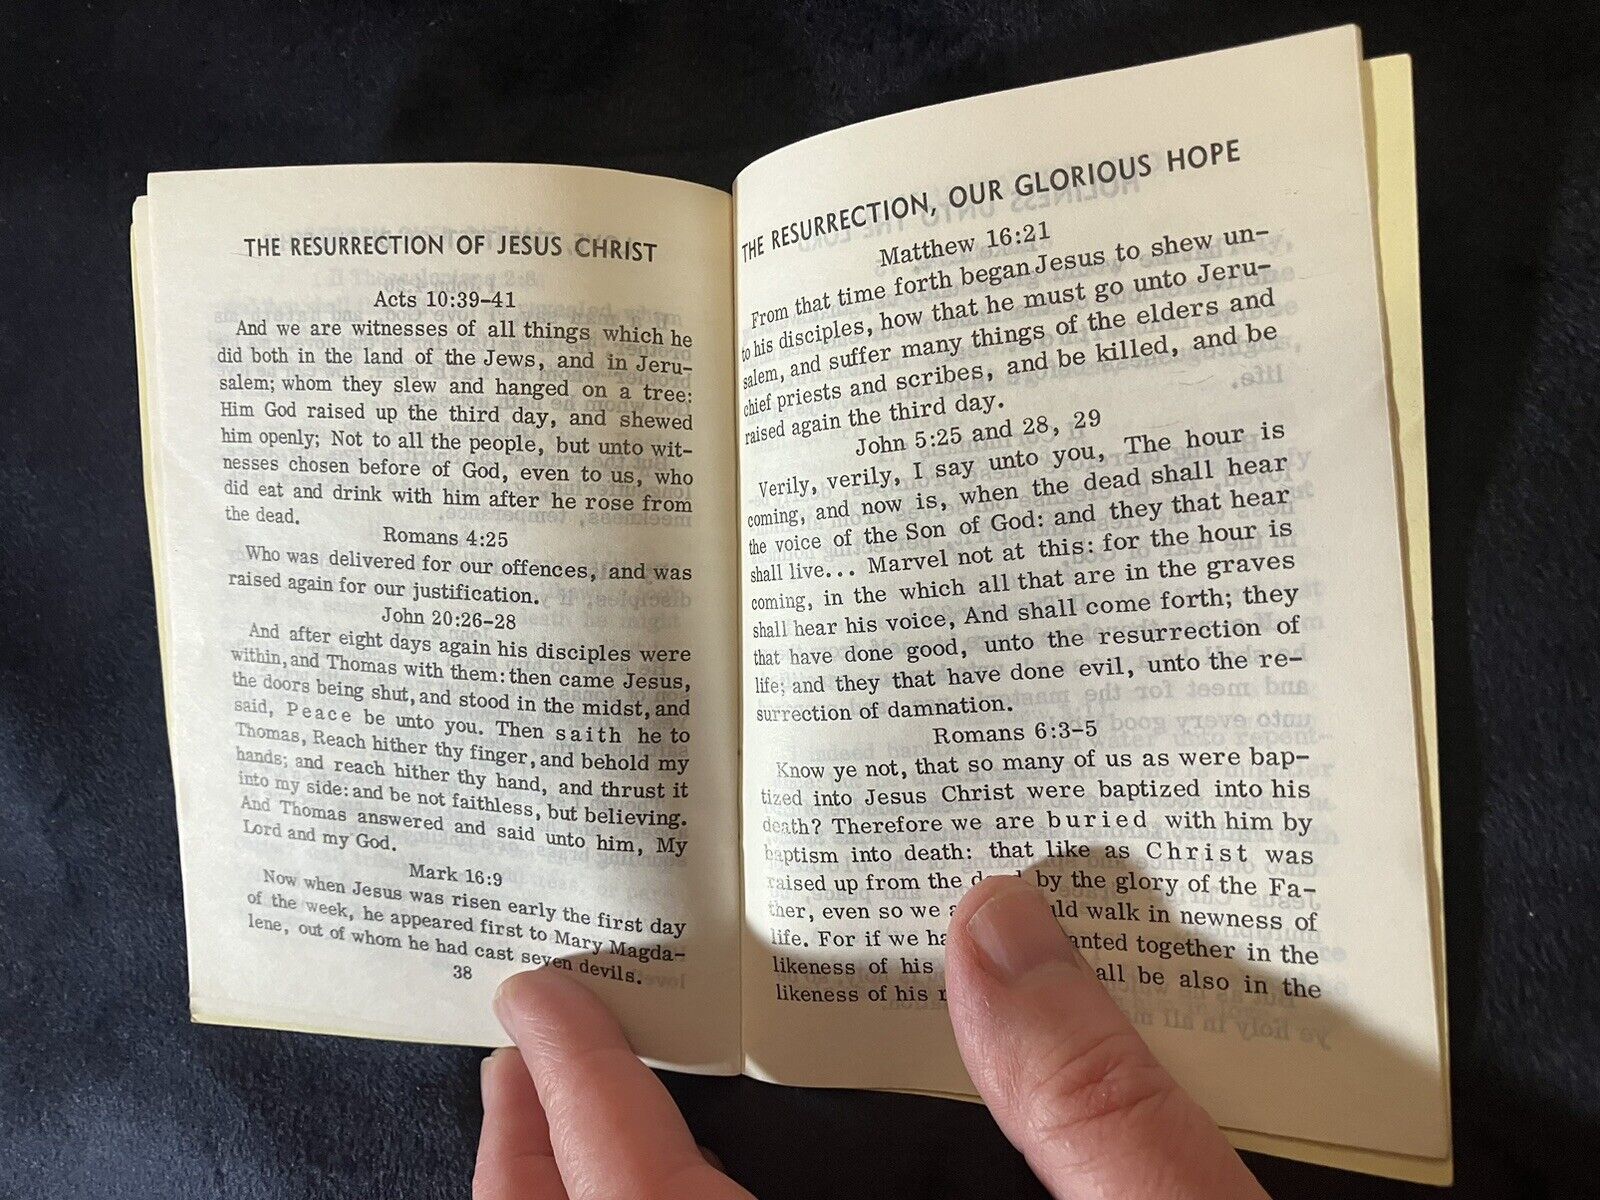 THE RESURRECTION OF JESUS CHRIST
Acts 10:39-41
And we are witnesses of all things which he
did both in the land of the Jews, and in Jeru-
salem; whom they slew and hanged on a tree:
Him God raised up the third day, and shewed
him openly; Not to all the people, but unto wit-
nesses chosen before of God, even to us, who
did eat and drink with him after he rose from
the dead.
Romans 4:25
Who was delivered for our offences, and was
raised again for our justification.
John 20:26-28
And after eight days again his disciples were
within, and Thomas with them: then came Jesus,
the doors being shut, and stood in the midst, and
said, Peace be unto you. Then saith he to
Thomas, Reach hither thy finger, and behold my
hands; and reach hither thy hand, and thrust it
into my side: and be not faithless, but believing.
And Thomas answered and said unto him, My
Lord and my God.
Mark 16:9
Now when Jesus was risen early the first day
of the week, he appeared first to Mary Magda-
lene, out of whom he had cast seven devils.
38
THE RESURRECTION, OUR GLORIOUS HOPE
Matthew 16:21
From that time forth began Jesus to shew un-
to his disciples, how that he must go unto Jeru-
salem, and suffer many things of the elders and
chief priests and scribes, and be killed, and be
raised again the third day.
John 5:25 and 28, 29
Verily, verily, I say unto you, The hour is
coming, and now is, when the dead shall hear
the voice of the Son of God: and they that hear
shall live... Marvel not at this: for the hour is
coming, in the which all that are in the graves
shall hear his voice, And shall come forth; they
that have done good, unto the resurrection of
life; and they that have done evil, unto the re-
surrection of damnation.
Romans 6:3-5
Know ye not, that so many of us as were bap-
tized into Jesus Christ were baptized into his
death? Therefore we are buried with him by
baptism into death: that like as Christ was
raised up from the dead by the glory of the Fa-
ther, even so we walk in newness of
life. For if we together in the
likeness of his be also in the
likeness of his